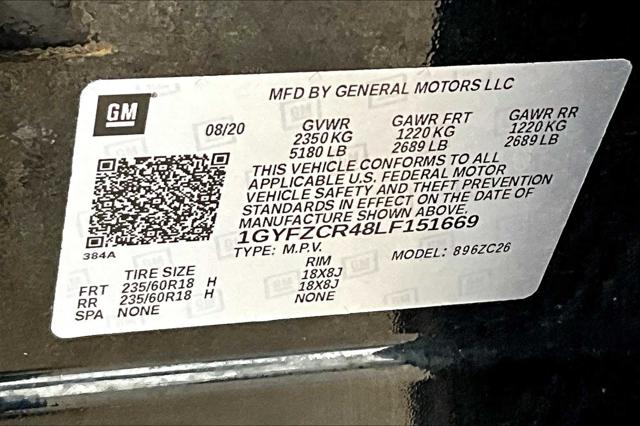 MFD BY GENERAL MOTORS LLC
GM
08/20 GVWR GAWR FRT GAWR RR
2350 KG 1220 KG 1220 KG
5180 LB 2689 LB 2689 LB
THIS VEHICLE CONFORMS TO ALL
APPLICABLE U.S. FEDERAL MOTOR
VEHICLE SAFETY AND THEFT PREVENTION
STANDARDS IN EFFECT ON THE DATE OF
MANUFACTURE SHOWN ABOVE.
1GYFZCR48LF151669
384A
TYPE: M.P.V. MODEL: 896ZC26
TIRE SIZE RIM
FRT 235/60R18 H 18X8J
RR 235/60R18 H 18X8J
SPA NONE NONE